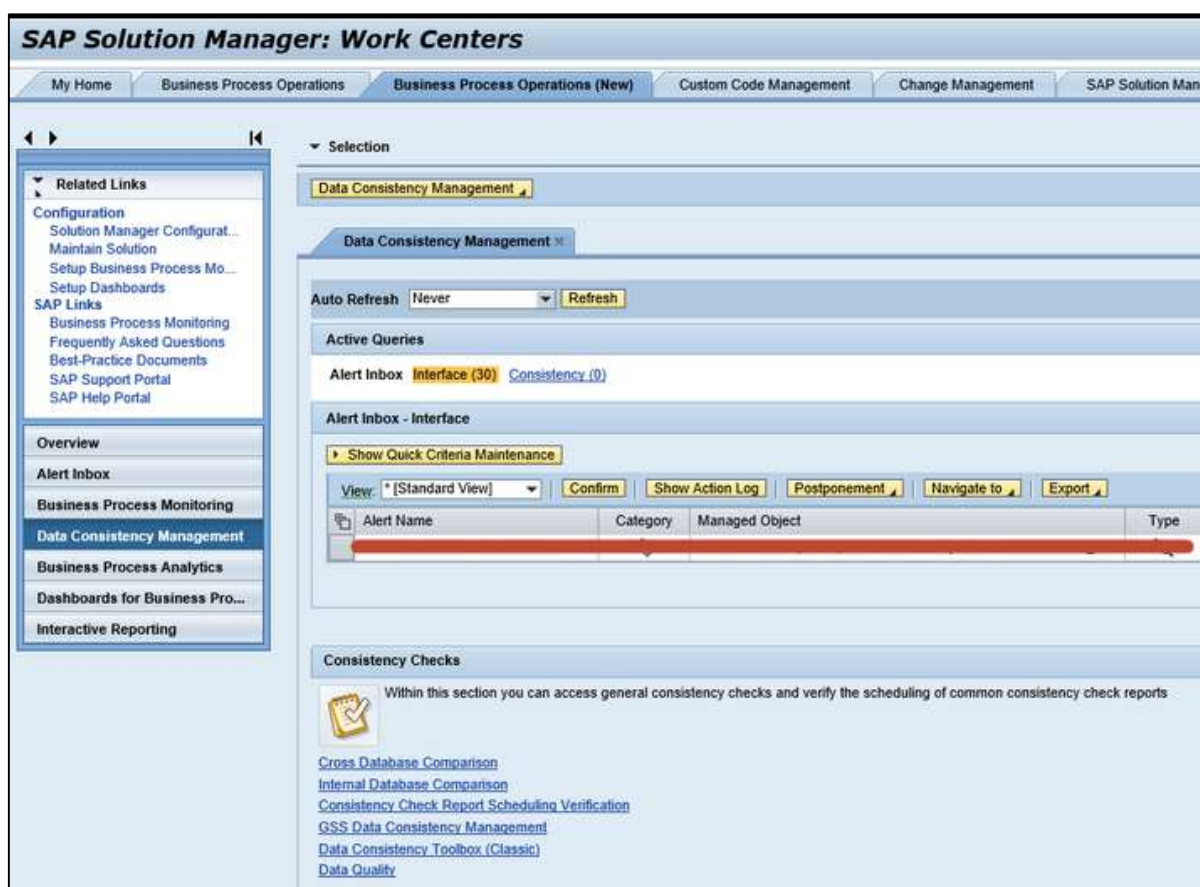 SAP Solution Manager: Work Centers
My Home Business Process Operations Business Process Operations (New) Custom Code Management Change Management SAP Solution Man
Selection
Related Links
Configuration
Solution Manager Configurat...
Maintain Solution
Setup Business Process Mo...
Setup Dashboards
SAP Links
Business Process Monitoring
Frequently Asked Questions
Best-Practice Documents
SAP Support Portal
SAP Help Portal
Overview
Alert Inbox
Business Process Monitoring
Data Consistency Management
Business Process Analytics
Dashboards for Business Pro...
Interactive Reporting
Data Consistency Management
Data Consistency Management
Auto Refresh Never Refresh
Active Queries
Alert Inbox Interface (30) Consistency (0)
Alert Inbox - Interface
Show Quick Criteria Maintenance
View: * [Standard View] Confirm Show Action Log Postponement Navigate to Export
Alert Name Category Managed Object Type
Consistency Checks
Within this section you can access general consistency checks and verify the scheduling of common consistency check reports
Cross Database Comparison
Internal Database Comparison
Consistency Check Report Scheduling Verification
GSS Data Consistency Management
Data Consistency Toolbox (Classic)
Data Quality